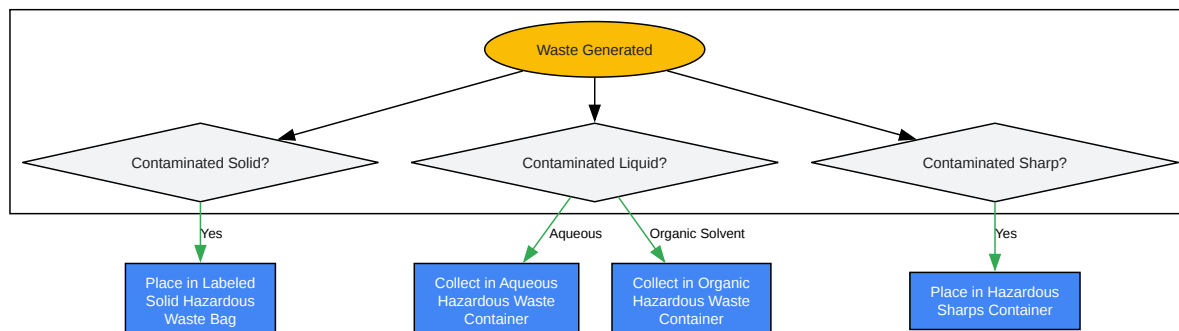 Waste Generated
Contaminated Solid?
Contaminated Liquid?
Contaminated Sharp?
Yes
Aqueous
Organic Solvent
Yes
Place in Labeled
Solid Hazardous
Waste Bag
Collect in Aqueous
Hazardous Waste
Container
Collect in Organic
Hazardous Waste
Container
Place in Hazardous
Sharps Container